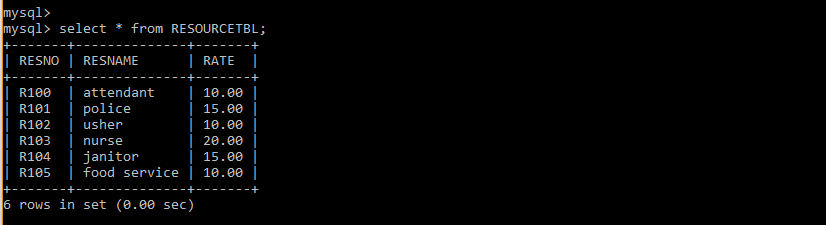 mysql>
mysql> select * from RESOURCETBL;
+-------+--------------+-------+
| RESNO | RESNAME      | RATE  |
+-------+--------------+-------+
| R100  | attendant    | 10.00 |
| R101  | police       | 15.00 |
| R102  | usher        | 10.00 |
| R103  | nurse        | 20.00 |
| R104  | janitor      | 15.00 |
| R105  | food service | 10.00 |
+-------+--------------+-------+
6 rows in set (0.00 sec)